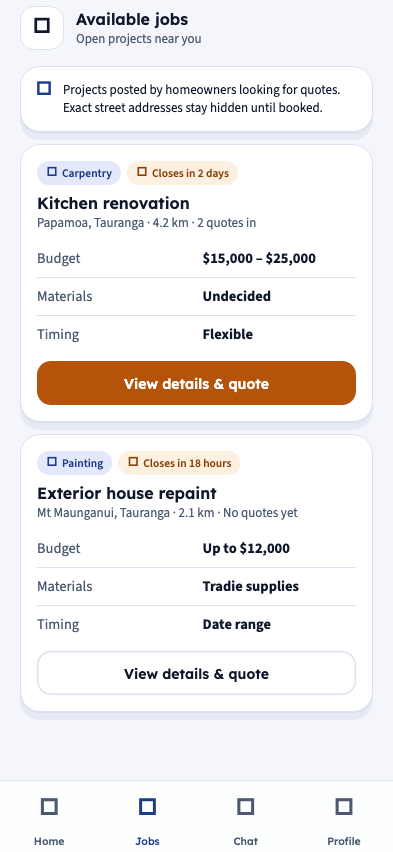 Available jobs
Open projects near you
Projects posted by homeowners looking for quotes.
Exact street addresses stay hidden until booked.
Carpentry
Closes in 2 days
Kitchen renovation
Papamoa, Tauranga · 4.2 km · 2 quotes in
Budget $15,000 – $25,000
Materials Undecided
Timing Flexible
View details & quote
Painting
Closes in 18 hours
Exterior house repaint
Mt Maunganui, Tauranga · 2.1 km · No quotes yet
Budget Up to $12,000
Materials Tradie supplies
Timing Date range
View details & quote
Home Jobs Chat Profile